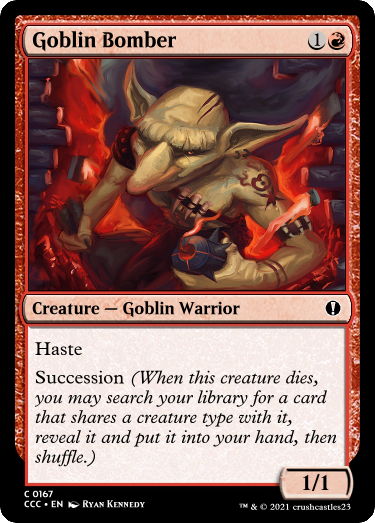 Goblin Bomber 1
Creature — Goblin Warrior
Haste
Succession (When this creature dies,
you may search your library for a card
that shares a creature type with it,
reveal it and put it into your hand, then
shuffle.)
1/1
C 0167
CCC • EN Ryan Kennedy
™ & © 2021 crushcastles23